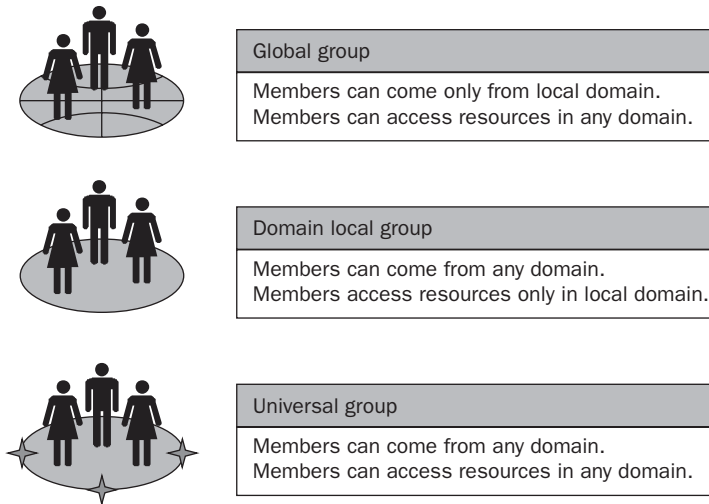 Global group
Members can come only from local domain.
Members can access resources in any domain.
Domain local group
Members can come from any domain.
Members access resources only in local domain.
Universal group
Members can come from any domain.
Members can access resources in any domain.